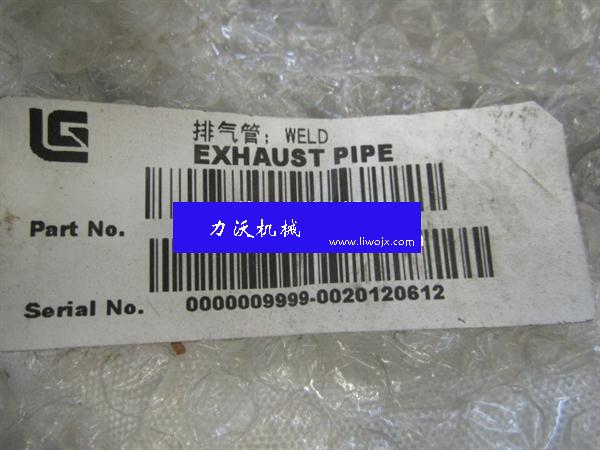 LG
排气管; WELD
EXHAUST PIPE
Part No.
力沃机械
www.liwojx.com
Serial No. 0000009999-0020120612